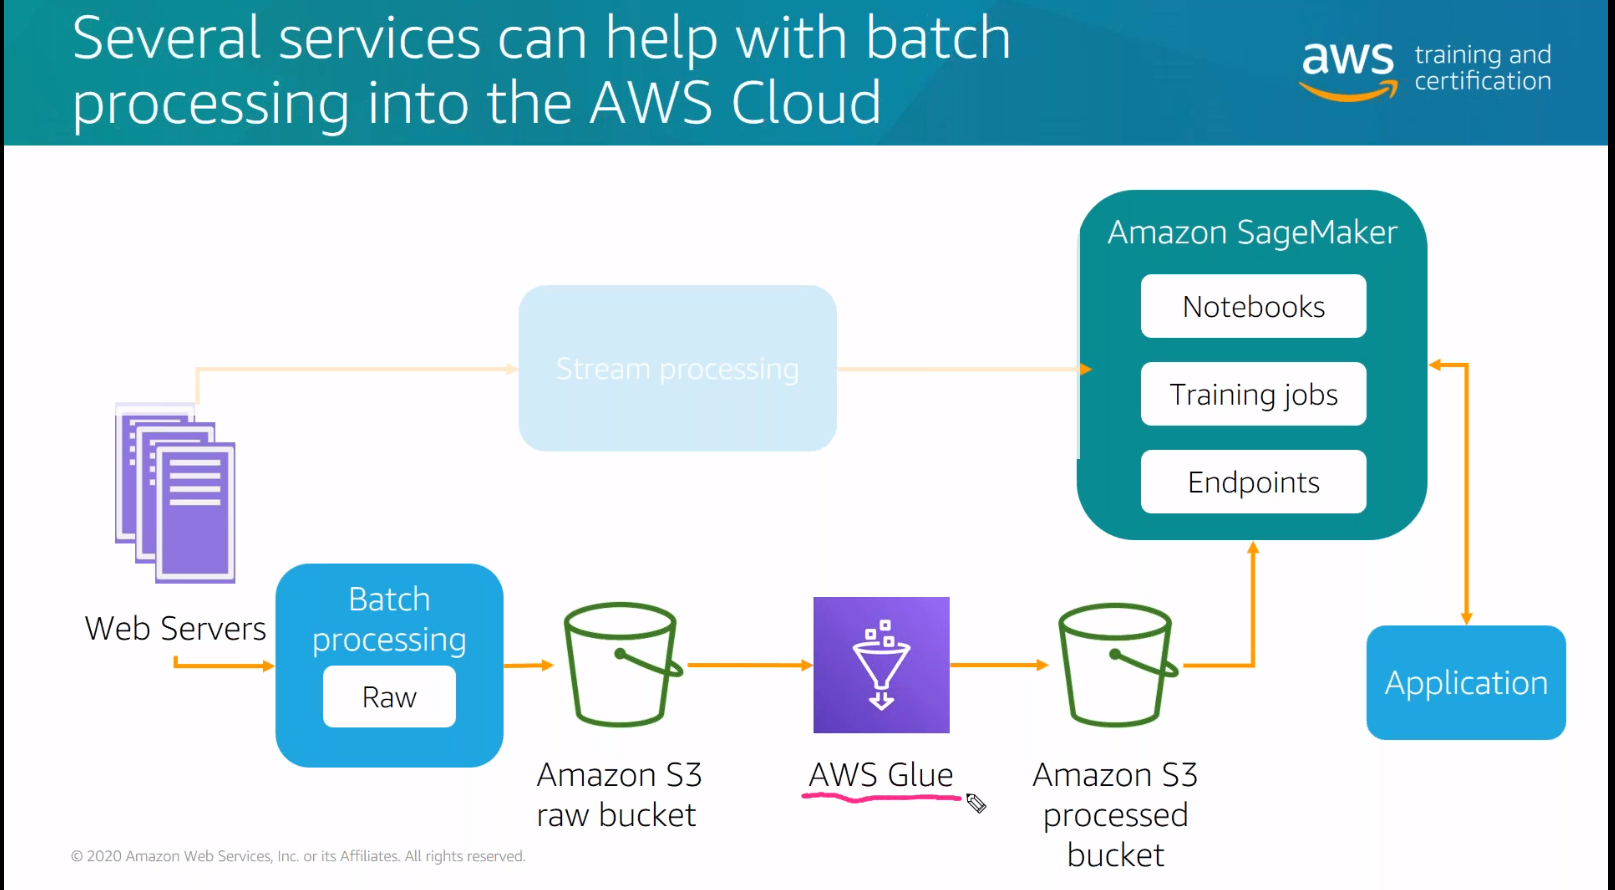 Several services can help with batch
processing into the AWS Cloud
aws
training and
certification
Amazon SageMaker
Notebooks
Training jobs
Endpoints
Stream processing
Web Servers
Batch
processing
Raw
Amazon S3
raw bucket
AWS Glue
Amazon S3
processed
bucket
Application
© 2020 Amazon Web Services, Inc. or its Affiliates. All rights reserved.